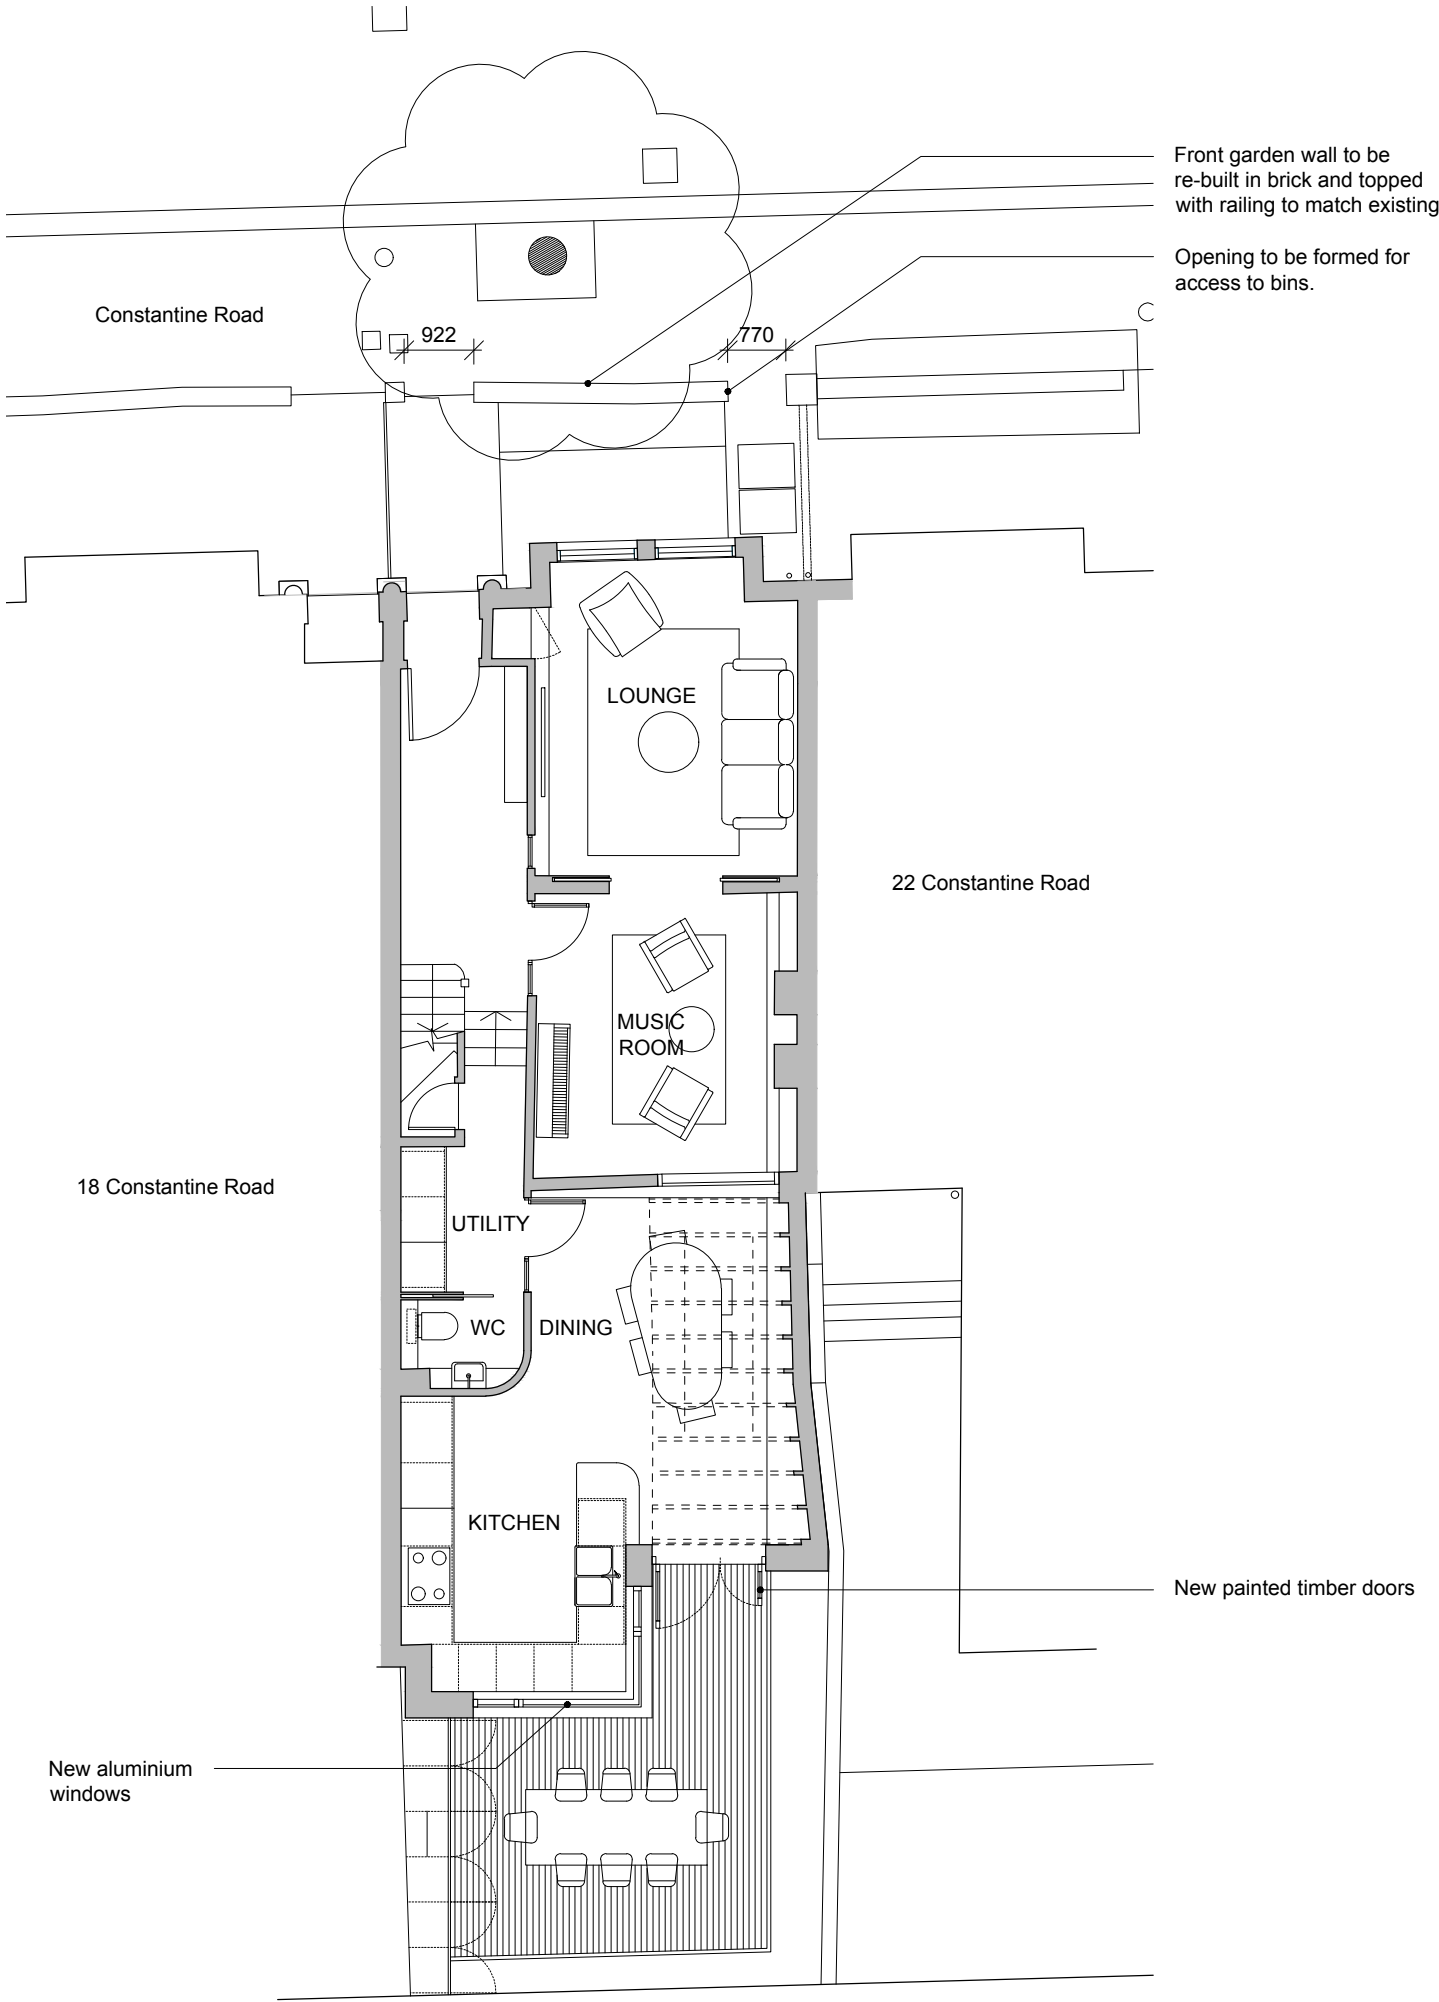 Front garden wall to be
re-built in brick and topped
with railing to match existing
Opening to be formed for
access to bins.
Constantine Road
922
770
LOUNGE
22 Constantine Road
MUSIC
ROOM
18 Constantine Road
UTILITY
WC
DINING
KITCHEN
New painted timber doors
New aluminium
windows